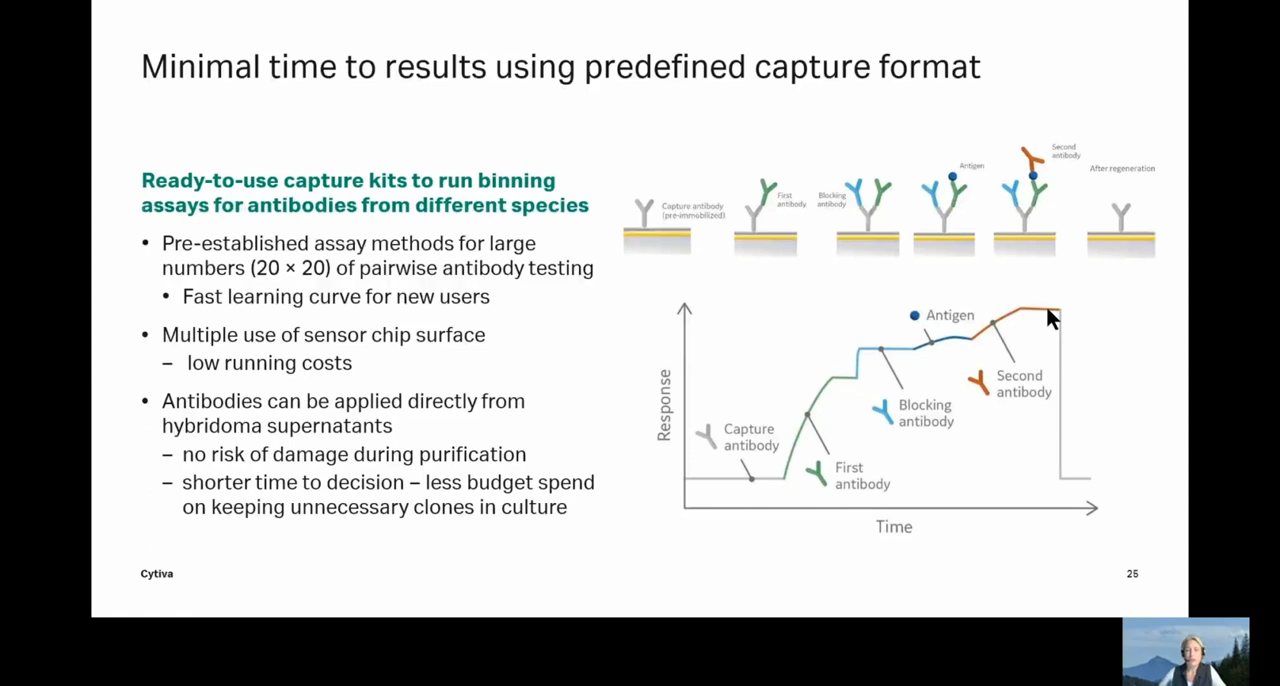 Minimal time to results using predefined capture format
Ready-to-use capture kits to run binning
assays for antibodies from different species
• Pre-established assay methods for large
numbers (20 × 20) of pairwise antibody testing
• Fast learning curve for new users
• Multiple use of sensor chip surface
– low running costs
• Antibodies can be applied directly from
hybridoma supernatants
– no risk of damage during purification
– shorter time to decision – less budget spend
on keeping unnecessary clones in culture
Capture antibody
(pre-immobilized)
First
antibody
Blocking
antibody
Antigen
Second
antibody
After regeneration
Response
Capture
antibody
First
antibody
Blocking
antibody
Antigen
Second
antibody
Time
Cytiva
25